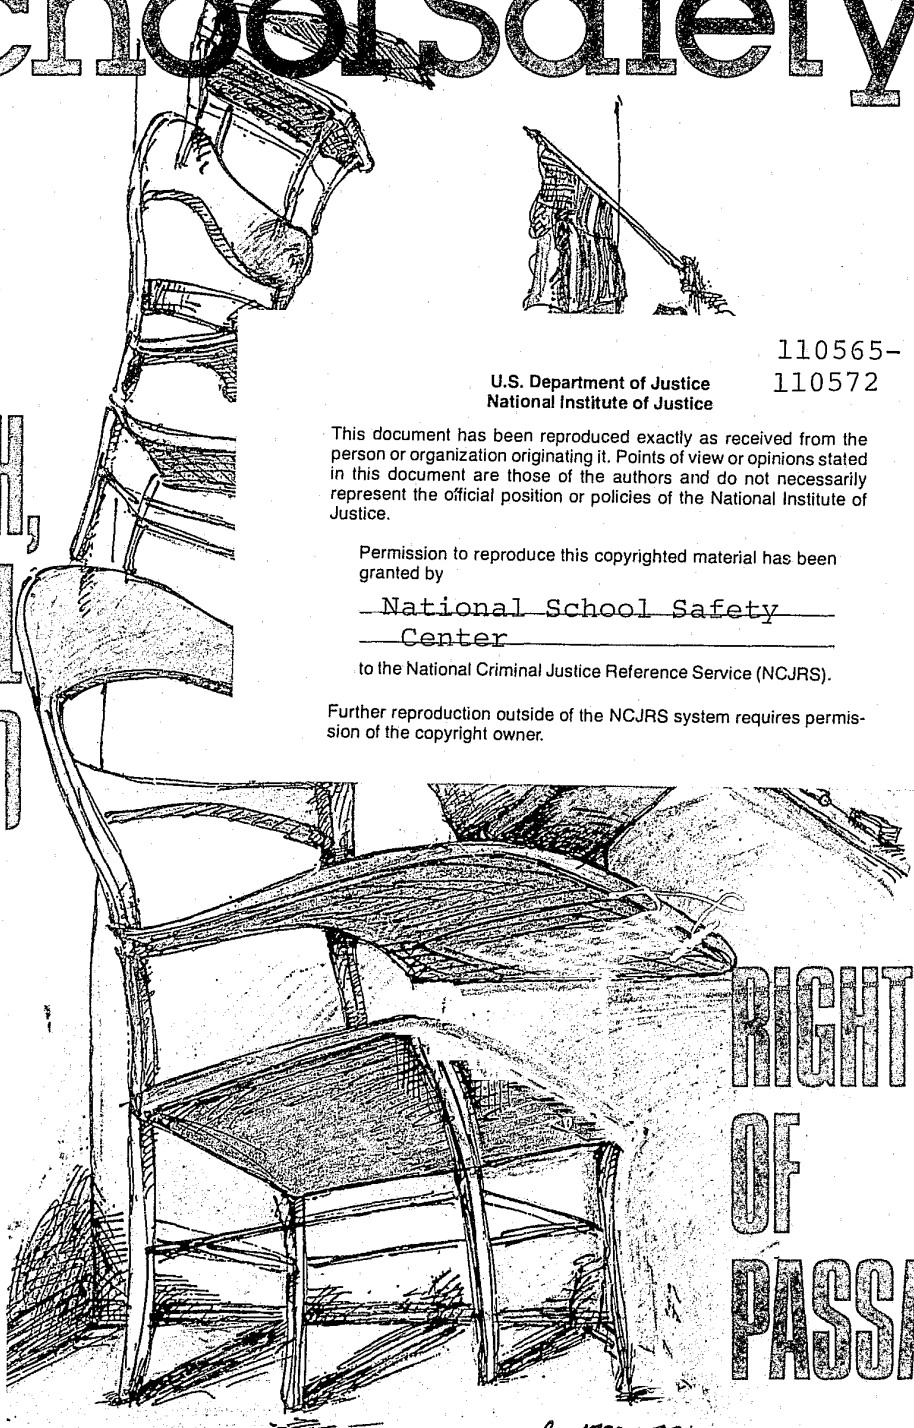 chool Safety
110565-
110572
U.S. Department of Justice
National Institute of Justice
This document has been reproduced exactly as received from the
person or organization originating it. Points of view or opinions stated
in this document are those of the authors and do not necessarily
represent the official position or policies of the National Institute of
Justice.
Permission to reproduce this copyrighted material has been
granted by
National School Safety
Center
to the National Criminal Justice Reference Service (NCJRS).
Further reproduction outside of the NCJRS system requires permis-
sion of the copyright owner.
H,
RIGHT
OF
PASSA